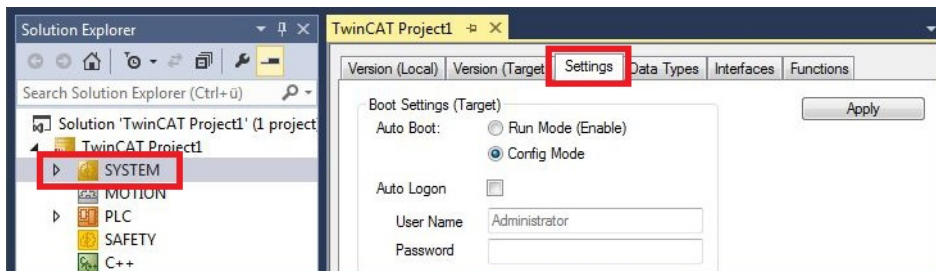 Solution Explorer
Search Solution Explorer (Ctrl+ü)
Solution 'TwinCAT Project1' (1 project
TwinCAT Project1
SYSTEM
MOTION
PLC
SAFETY
C++
TwinCAT Project1
Version (Local) Version (Target Settings Data Types Interfaces Functions
Boot Settings (Target)
Auto Boot: Run Mode (Enable)
Config Mode
Apply
Auto Logon
User Name Administrator
Password